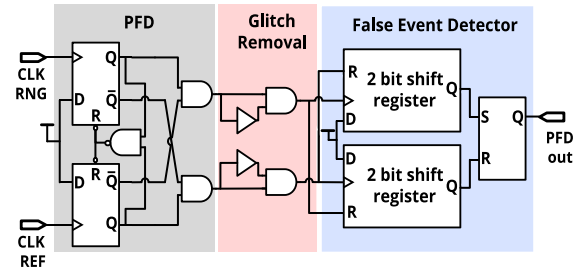 PFD
Glitch
Removal
False Event Detector
CLK
RNG
Q
D
Q̅
R
R
D
Q̅
Q
CLK
REF
R
2 bit shift
register
Q
D
D
2 bit shift
register
Q
R
S
Q
R
PFD
out